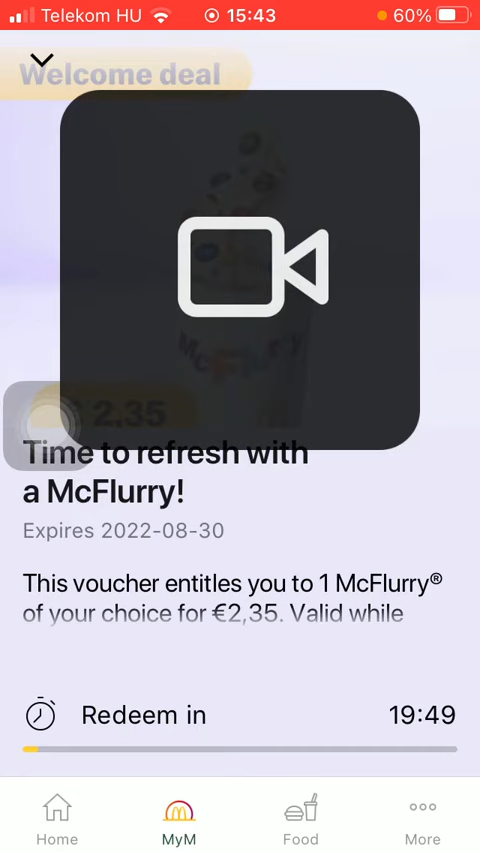 Telekom HU 15:43 60%
Welcome deal
McFlurry
2,35
Time to refresh with
a McFlurry!
Expires 2022-08-30
This voucher entitles you to 1 McFlurry®
of your choice for €2,35. Valid while
Redeem in 19:49
Home MyM Food More